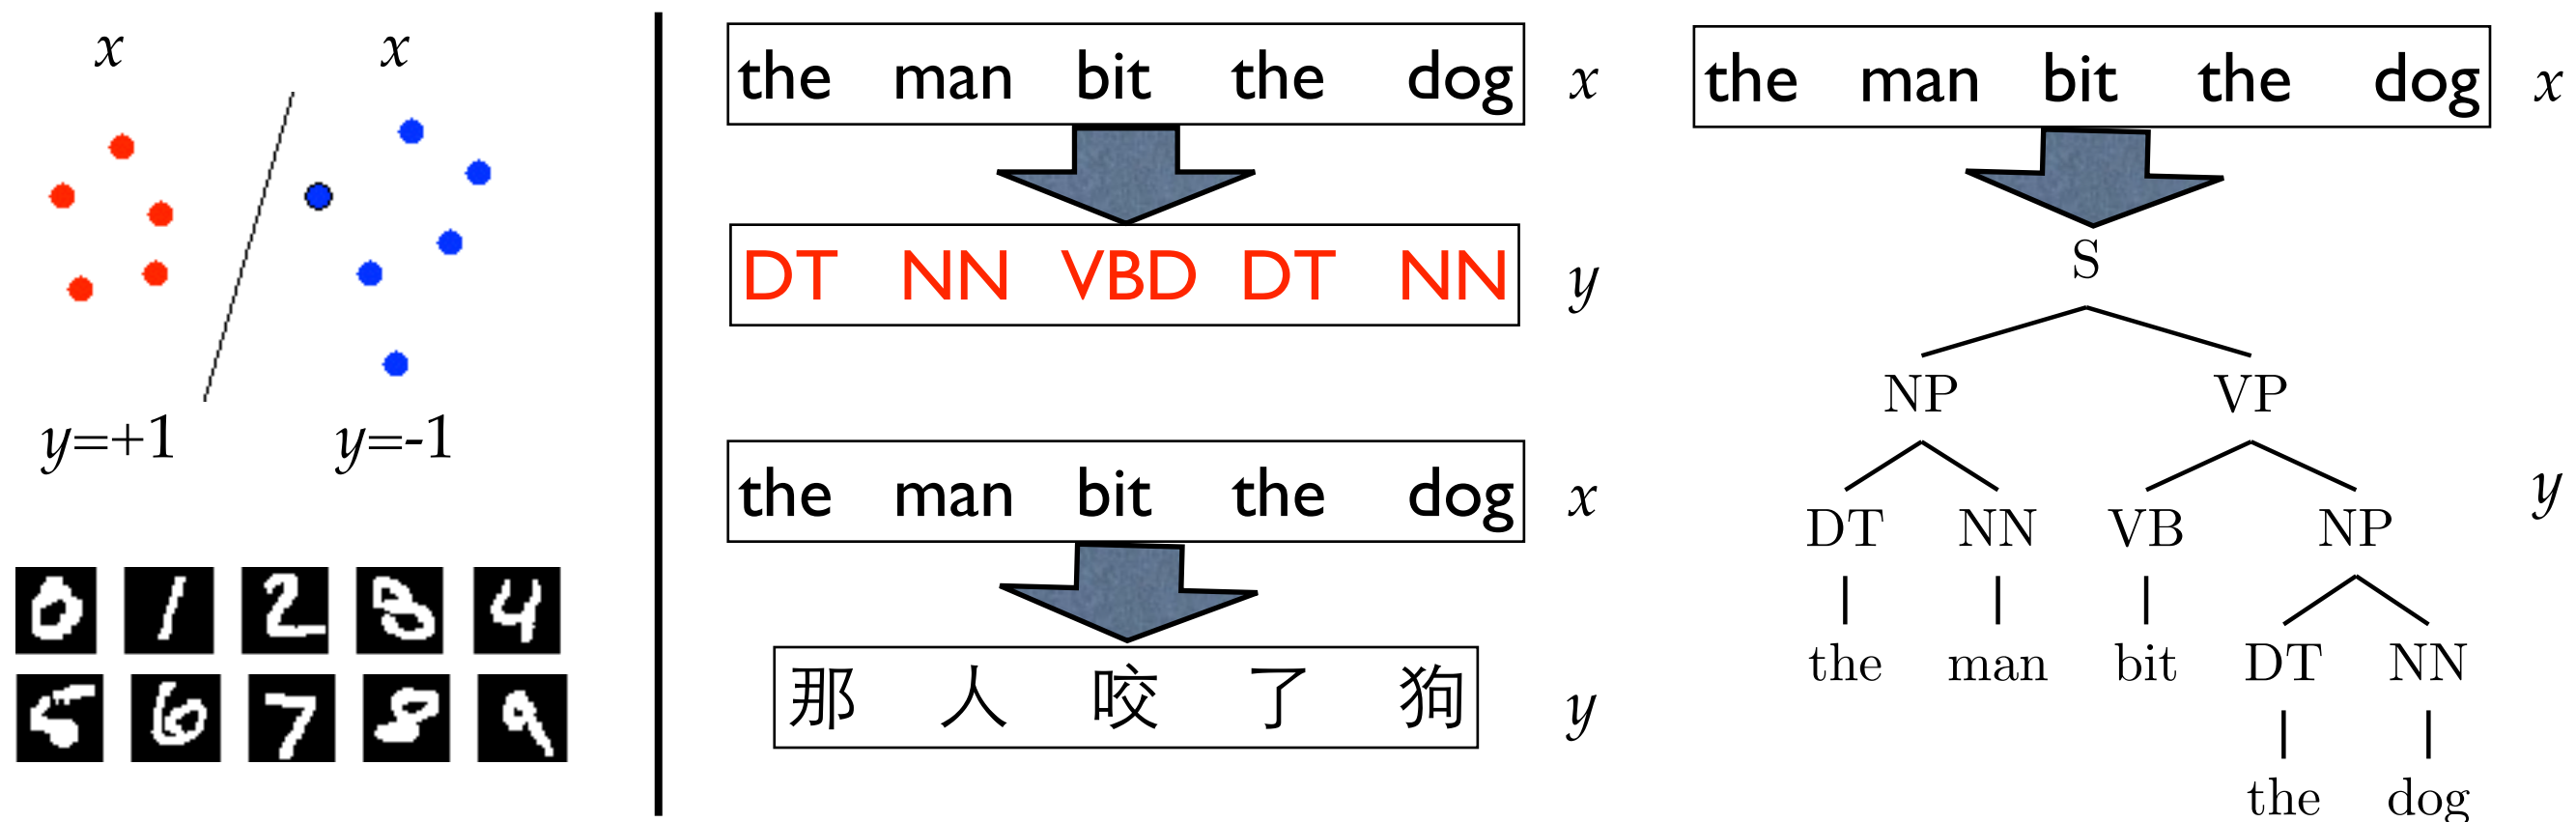 x x
y=+1 y=-1
0 1 2 3 4
5 6 7 8 9
the man bit the dog x
DT NN VBD DT NN y
the man bit the dog x
那 人 咬 了 狗 y
the man bit the dog x
S
NP VP
y
DT NN VB NP
the man bit DT NN
the dog